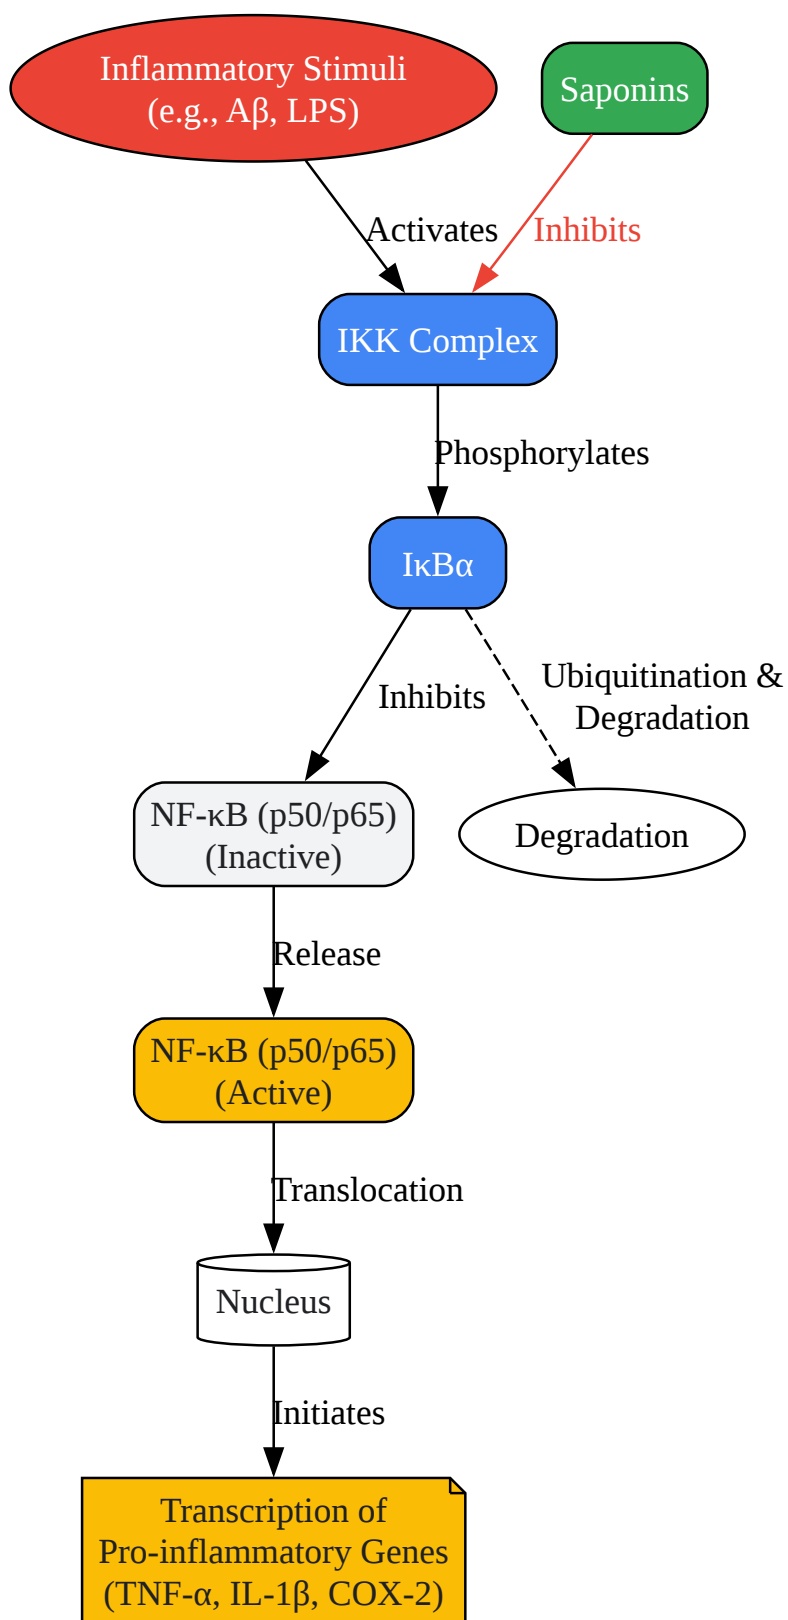 Inflammatory Stimuli
(e.g., Aβ, LPS)
Saponins
Activates
Inhibits
IKK Complex
Phosphorylates
IκBα
Inhibits
Ubiquitination &
Degradation
NF-κB (p50/p65)
(Inactive)
Degradation
Release
NF-κB (p50/p65)
(Active)
Translocation
Nucleus
Initiates
Transcription of
Pro-inflammatory Genes
(TNF-α, IL-1β, COX-2)